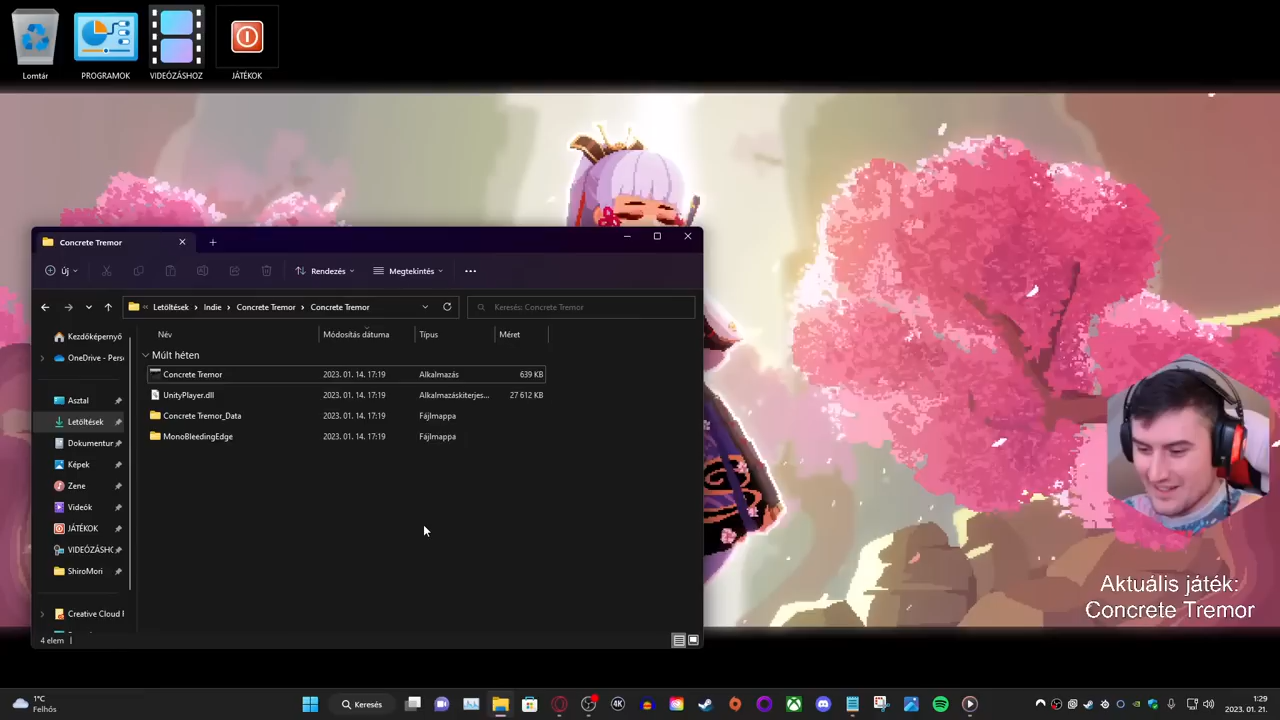 Lomtár
PROGRAMOK
VIDEÓZÁSHOZ
JÁTÉKOK
Concrete Tremor
Új
Rendezés
Megtekintés
Letöltések > Indie > Concrete Tremor > Concrete Tremor
Keresés: Concrete Tremor
Név Módosítás dátuma Típus Méret
Múlt héten
Concrete Tremor 2023. 01. 14. 17:19 Alkalmazás 639 KB
UnityPlayer.dll 2023. 01. 14. 17:19 Alkalmazáskiterjes... 27 612 KB
Concrete Tremor_Data 2023. 01. 14. 17:19 Fájlmappa
MonoBleedingEdge 2023. 01. 14. 17:19 Fájlmappa
Kezdőképernyő
OneDrive - Pers
Asztal
Letöltések
Dokumentur
Képek
Zene
Videók
JÁTÉKOK
VIDEÓZÁSHO
ShiroMori
Creative Cloud F
4 elem
Aktuális játék:
Concrete Tremor
1°C
Felhős
Keresés
4K
1:29
2023. 01. 21.